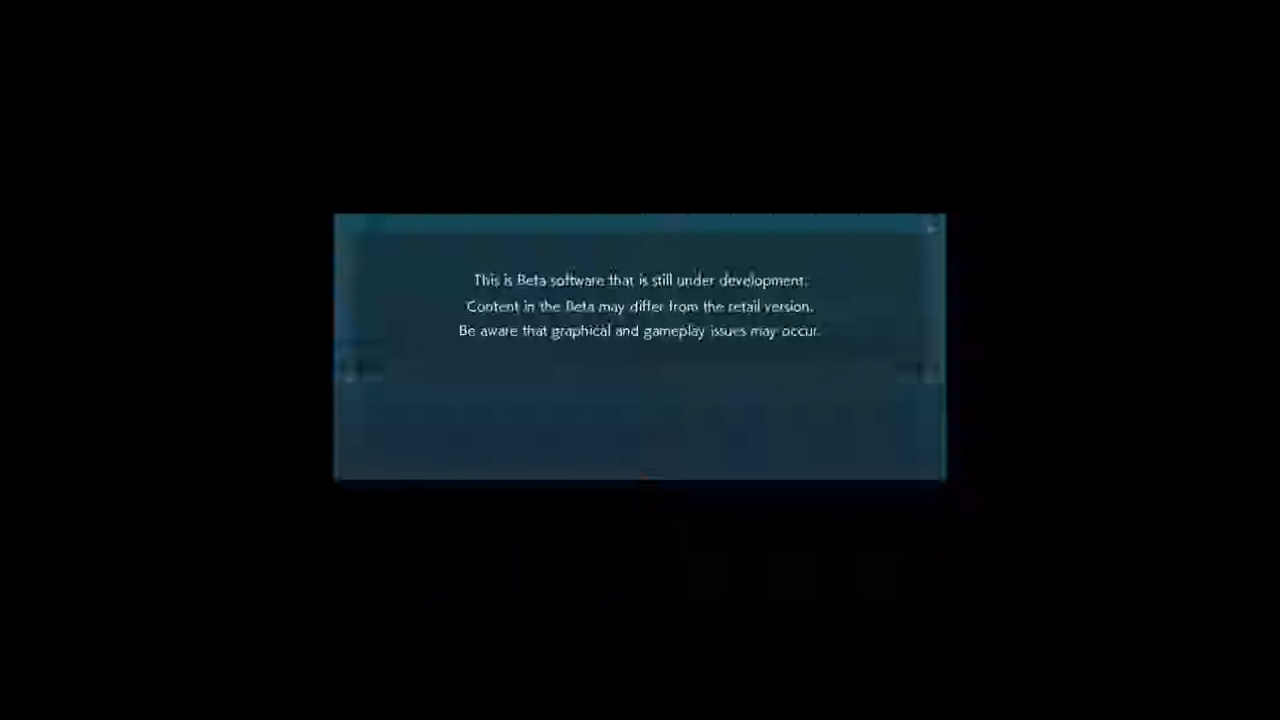 This is Beta software that is still under development.
Content in the Beta may differ from the retail version.
Be aware that graphical and gameplay issues may occur.